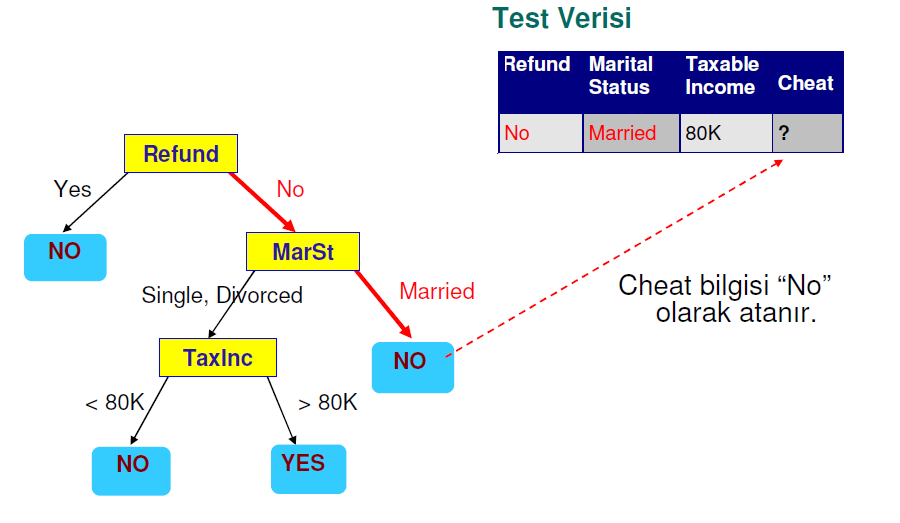 Test Verisi
Refund Marital Status Taxable Income Cheat
No Married 80K ?
Refund
Yes No
NO
MarSt
Single, Divorced Married
TaxInc
NO
Cheat bilgisi “No”
olarak atanır.
< 80K > 80K
NO YES